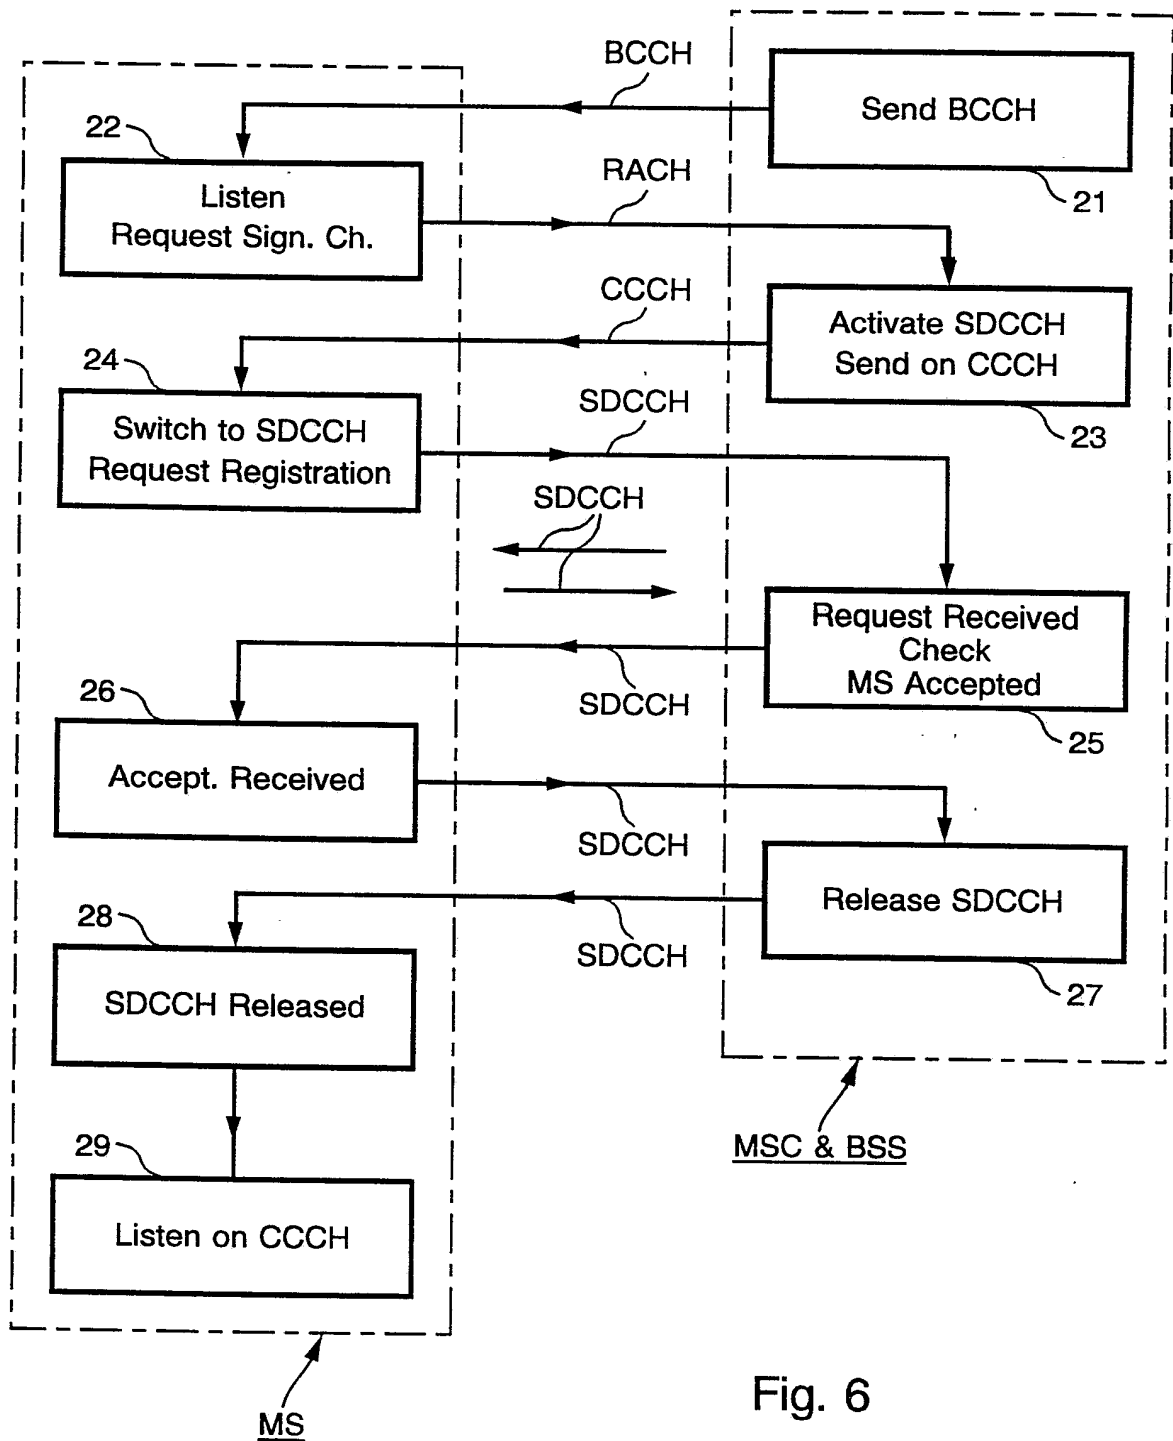 BCCH
Send BCCH
21
22
Listen
Request Sign. Ch.
RACH
CCCH
Activate SDCCH
Send on CCCH
23
24
Switch to SDCCH
Request Registration
SDCCH
SDCCH
Request Received
Check
MS Accepted
25
SDCCH
26
Accept. Received
SDCCH
Release SDCCH
27
SDCCH
28
SDCCH Released
MSC & BSS
29
Listen on CCCH
MS
Fig. 6